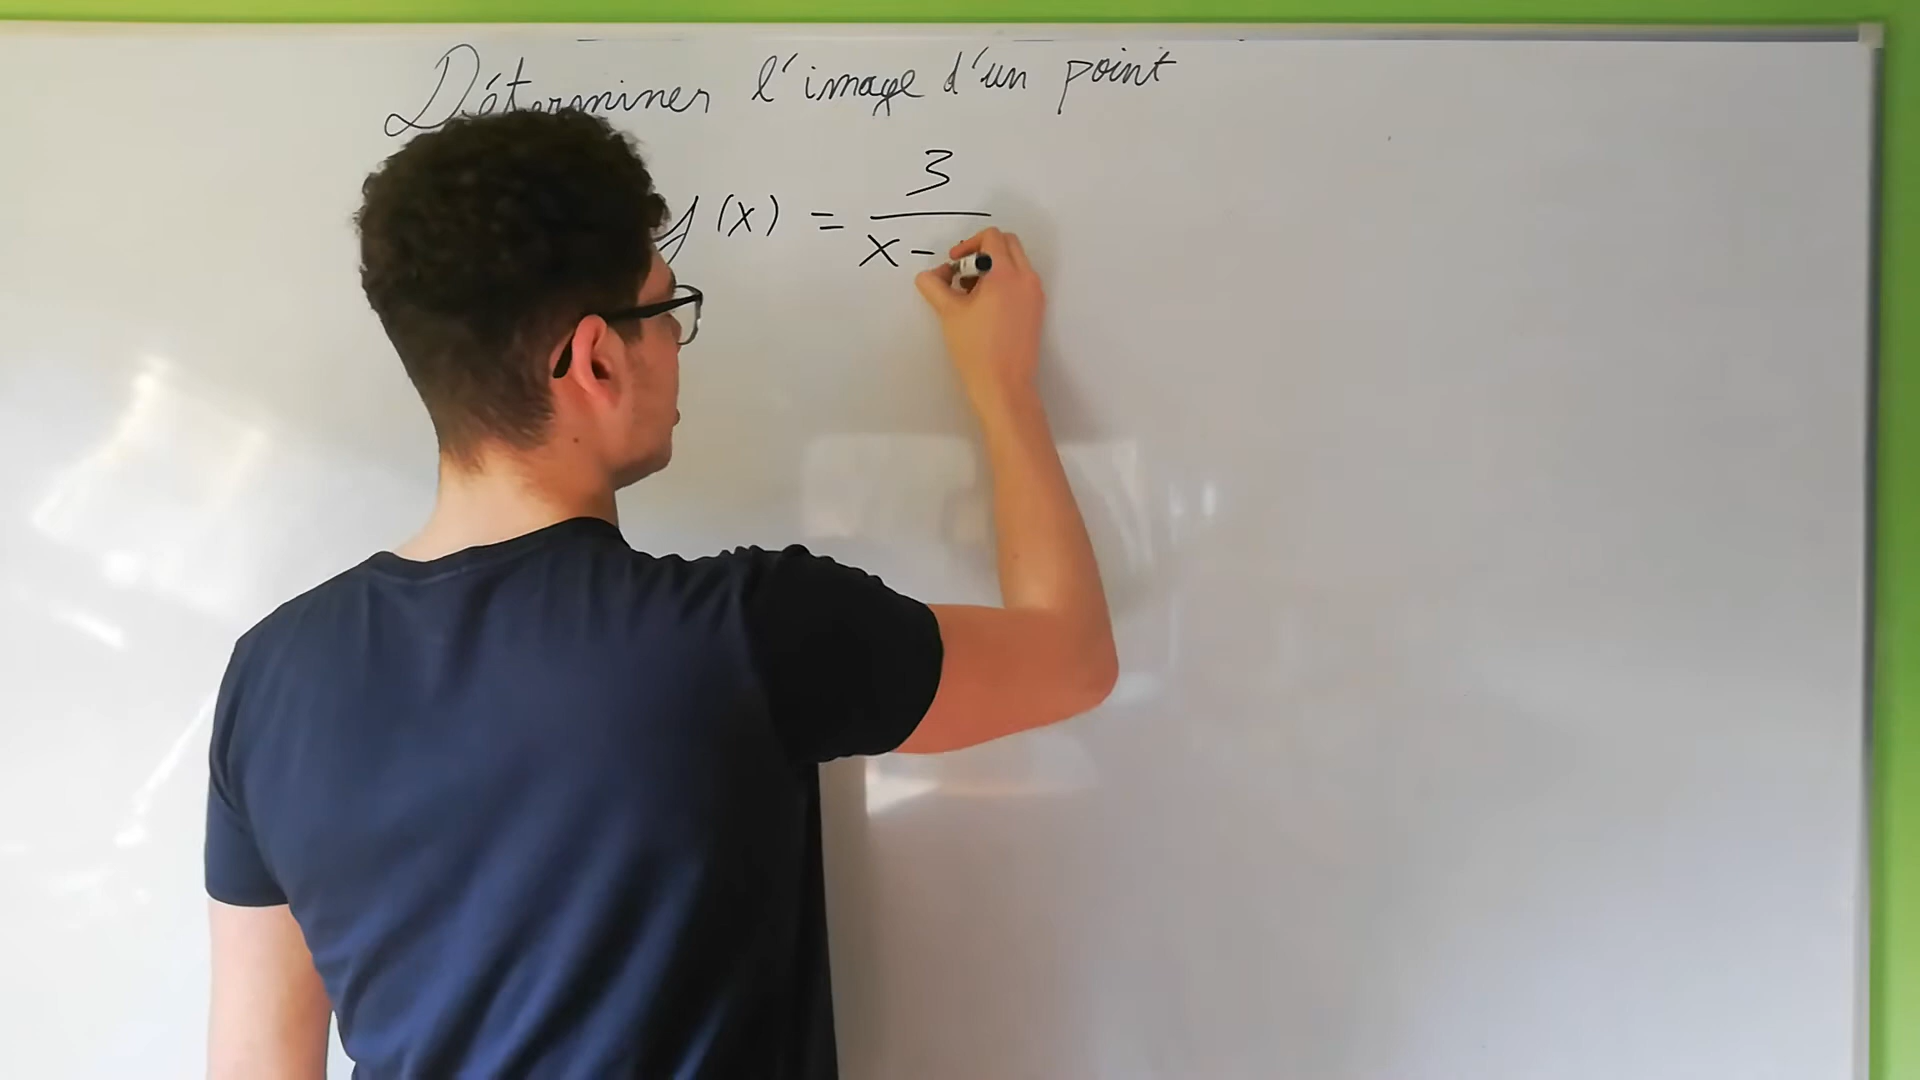 Déterminer l'image d'un point
f(x) = 3
x -